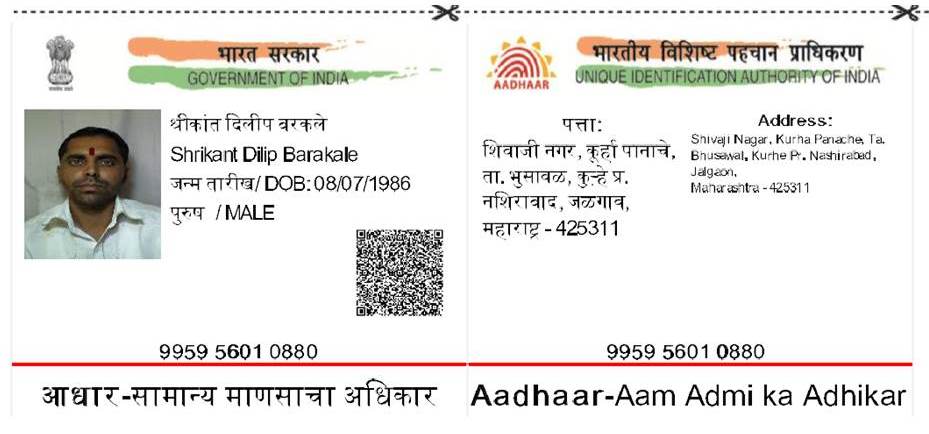 भारत सरकार
GOVERNMENT OF INDIA
श्रीकांत दिलीप बरकले
Shrikant Dilip Barakale
जन्म तारीख/ DOB: 08/07/1986
पुरुष / MALE
9959 5601 0880
आधार-सामान्य माणसाचा अधिकार
AADHAAR
भारतीय विशिष्ट पहचान प्राधिकरण
UNIQUE IDENTIFICATION AUTHORITY OF INDIA
पत्ता:
शिवाजी नगर, कुर्हा पानाचे,
ता. भुसावळ, कुऱ्हे प्र.
नशिराबाद, जळगाव,
महाराष्ट्र - 425311
Address:
Shivaji Nagar, Kurha Panache, Ta.
Bhusawal, Kurhe Pr. Nashirabad,
Jalgaon,
Maharashtra - 425311
9959 5601 0880
Aadhaar-Aam Admi ka Adhikar